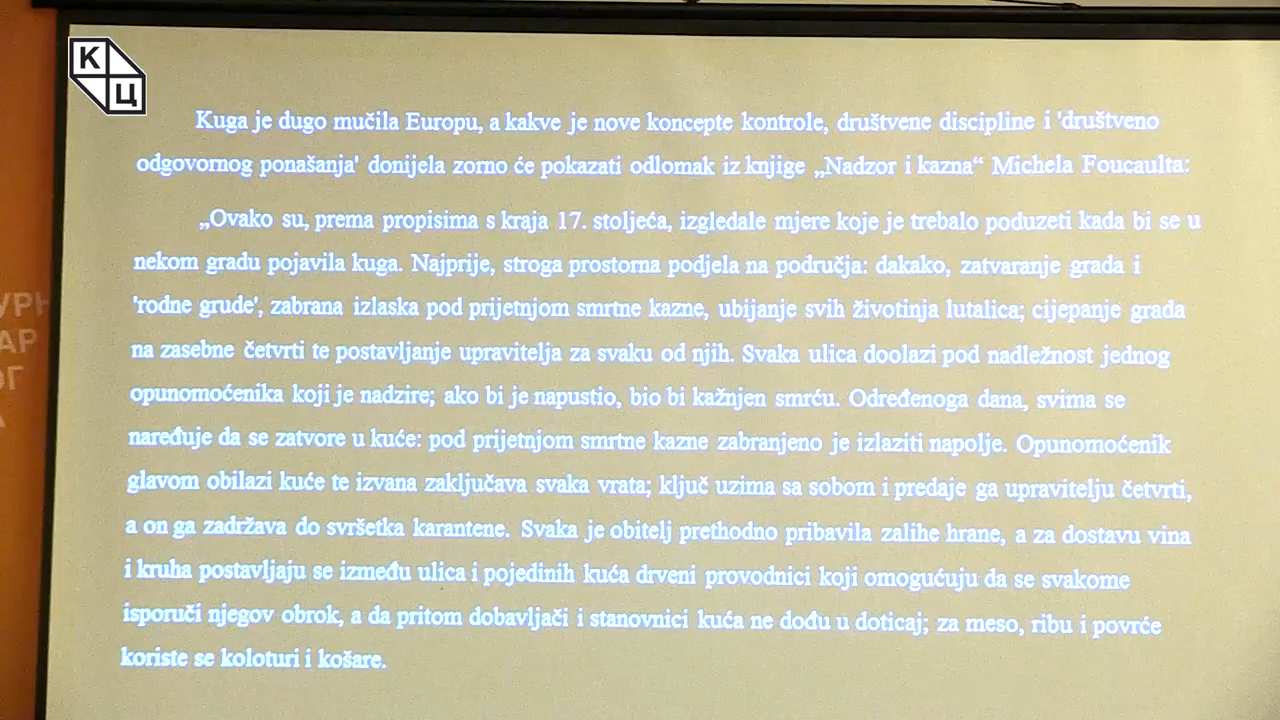 К
Ц
Kuga je dugo mučila Europu, a kakve je nove koncepte kontrole, društvene discipline i 'društveno
odgovornog ponašanja' donijela zorno će pokazati odlomak iz knjige „Nadzor i kazna“ Michela Foucaulta:
„Ovako su, prema propisima s kraja 17. stoljeća, izgledale mjere koje je trebalo poduzeti kada bi se u
nekom gradu pojavila kuga. Najprije, stroga prostorna podjela na područja: dakako, zatvaranje grada i
'rodne grude', zabrana izlaska pod prijetnjom smrtne kazne, ubijanje svih životinja lutalica; cijepanje grada
na zasebne četvrti te postavljanje upravitelja za svaku od njih. Svaka ulica doolazi pod nadležnost jednog
opunomoćenika koji je nadzire; ako bi je napustio, bio bi kažnjen smrću. Određenoga dana, svima se
naređuje da se zatvore u kuće: pod prijetnjom smrtne kazne zabranjeno je izlaziti napolje. Opunomoćenik
glavom obilazi kuće te izvana zaključava svaka vrata; ključ uzima sa sobom i predaje ga upravitelju četvrti,
a on ga zadržava do svršetka karantene. Svaka je obitelj prethodno pribavila zalihe hrane, a za dostavu vina
i kruha postavljaju se između ulica i pojedinih kuća drveni provodnici koji omogućuju da se svakome
isporuči njegov obrok, a da pritom dobavljači i stanovnici kuća ne dođu u doticaj; za meso, ribu i povrće
koriste se koloturi i košare.